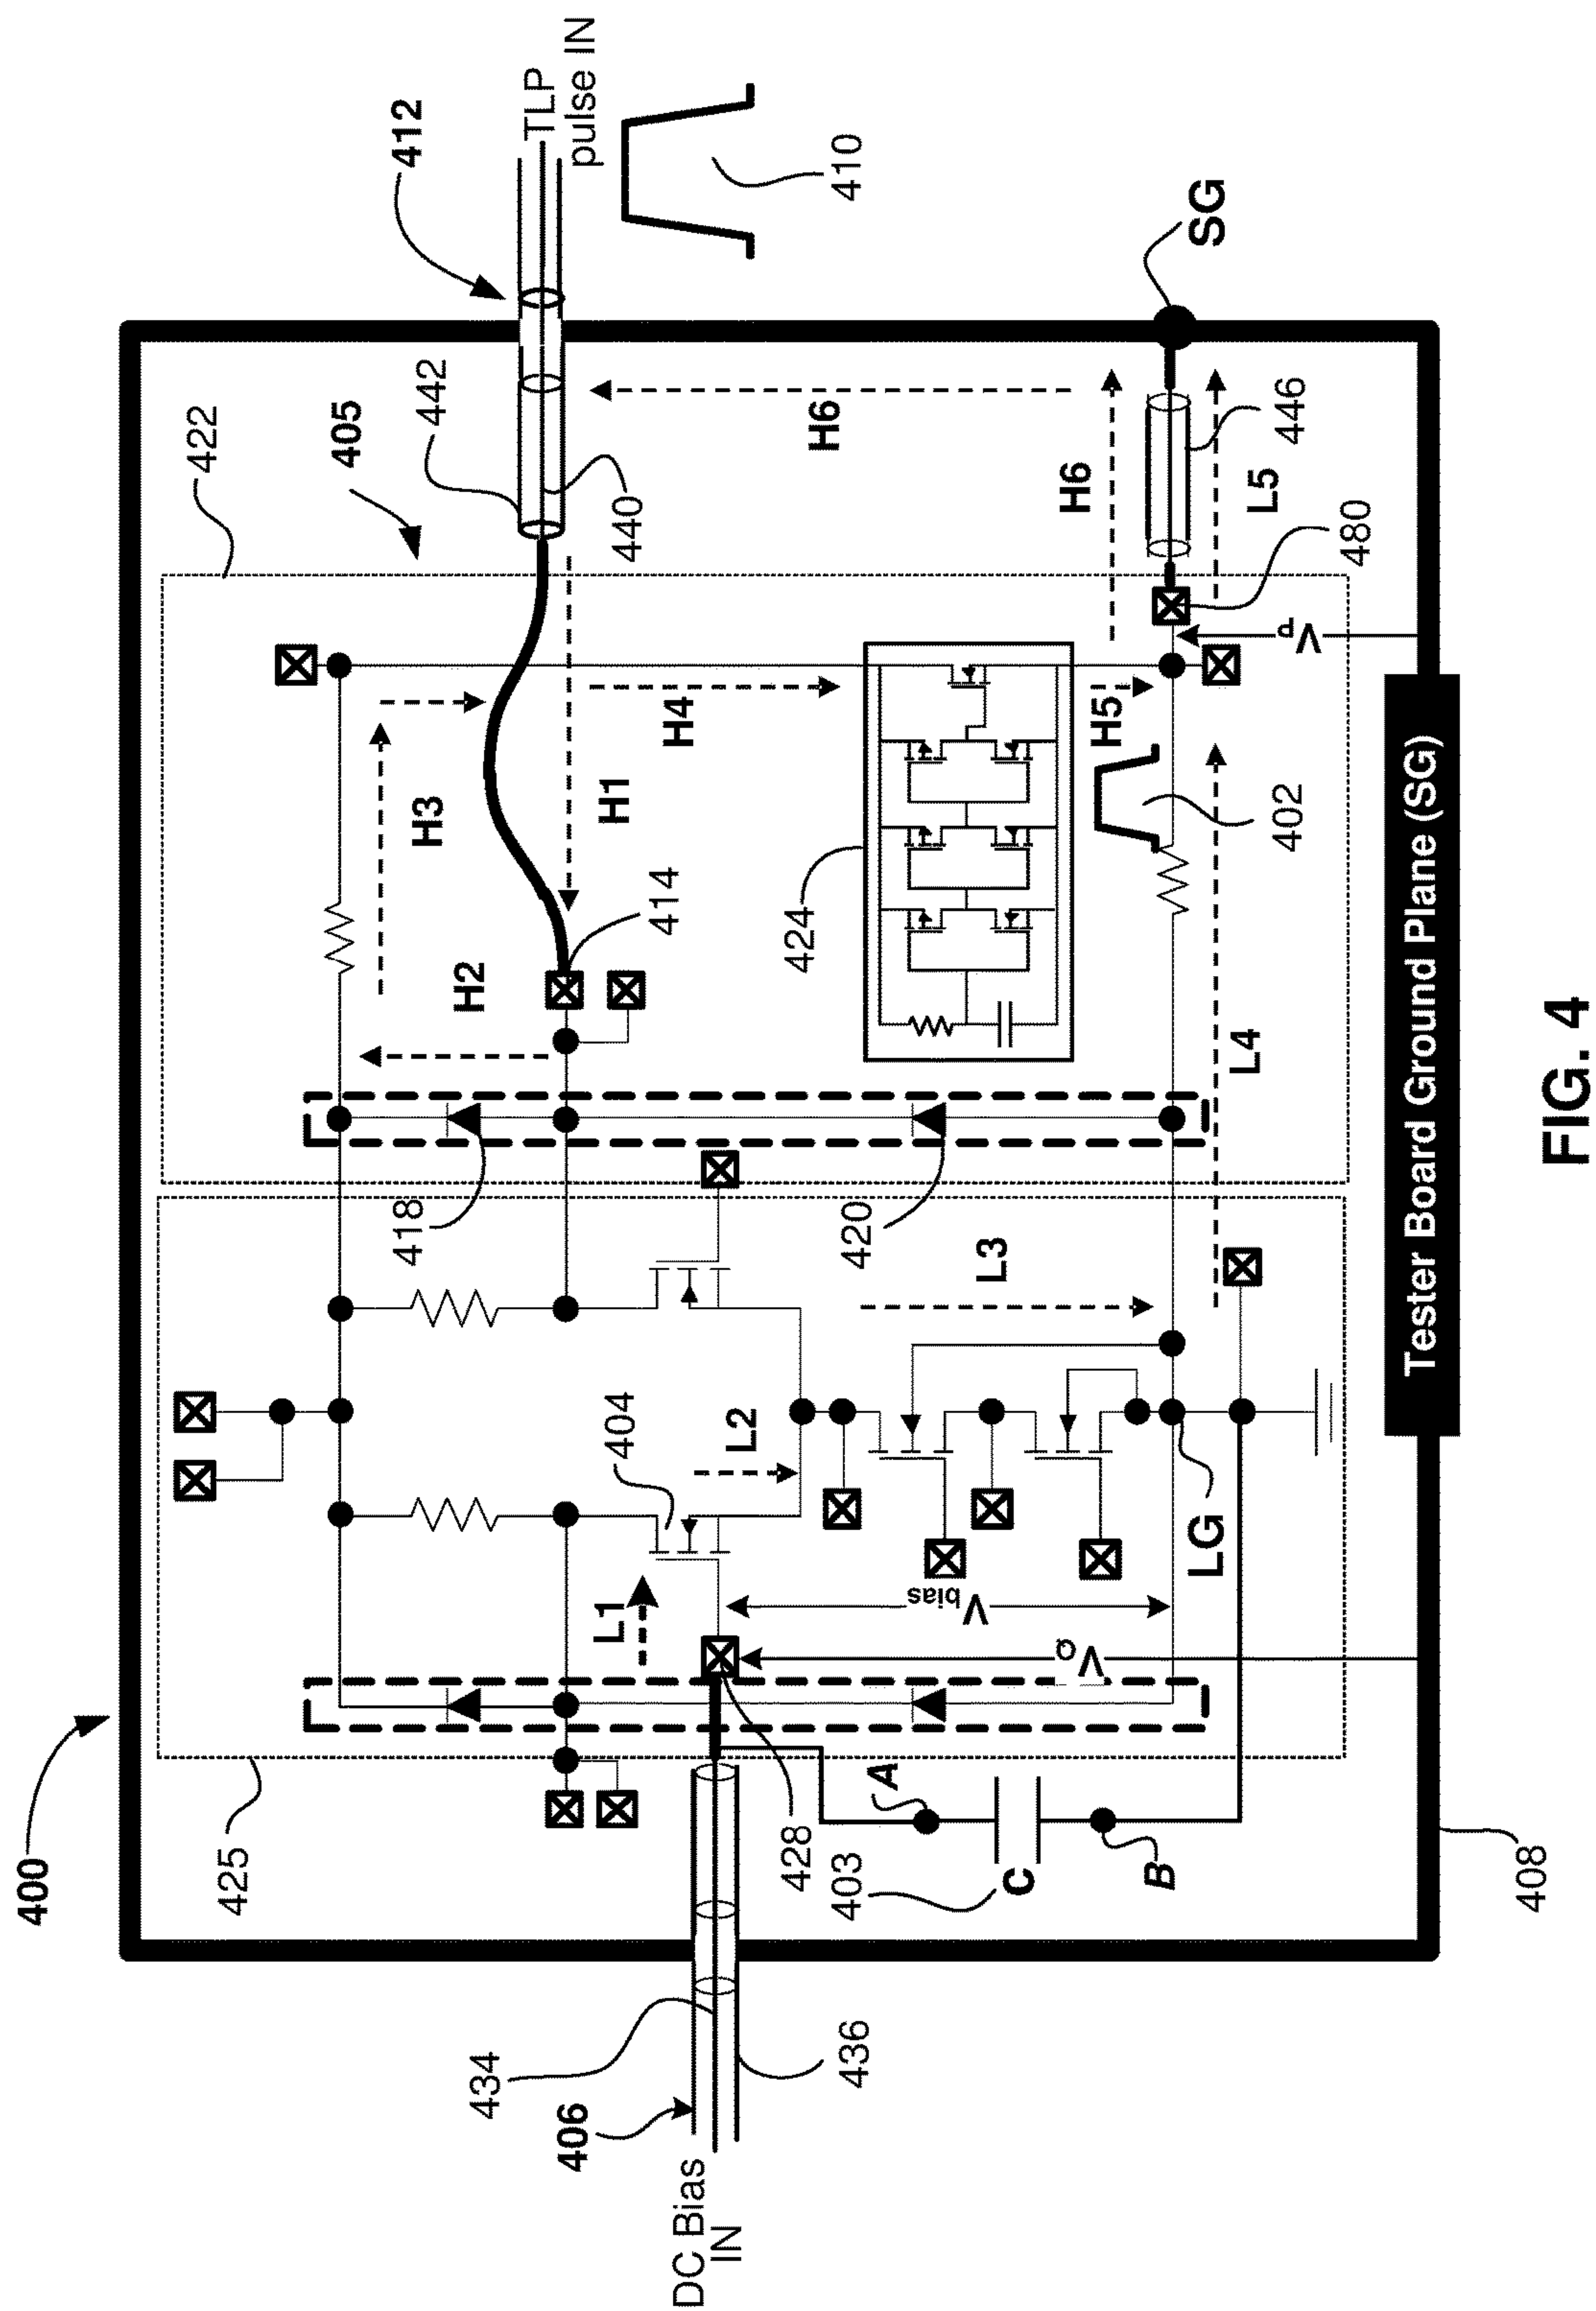 400
425
422
405
412
TLP
pulse IN
442
440
410
H3
H2
H1
H4
H6
H6
H5
414
418
424
420
404
L1
L2
L3
L4
L5
402
446
480
SG
Vp
Vbias
VQ
LG
434
406
436
DC Bias
IN
428
403
A
C
B
408
Tester Board Ground Plane (SG)
FIG. 4